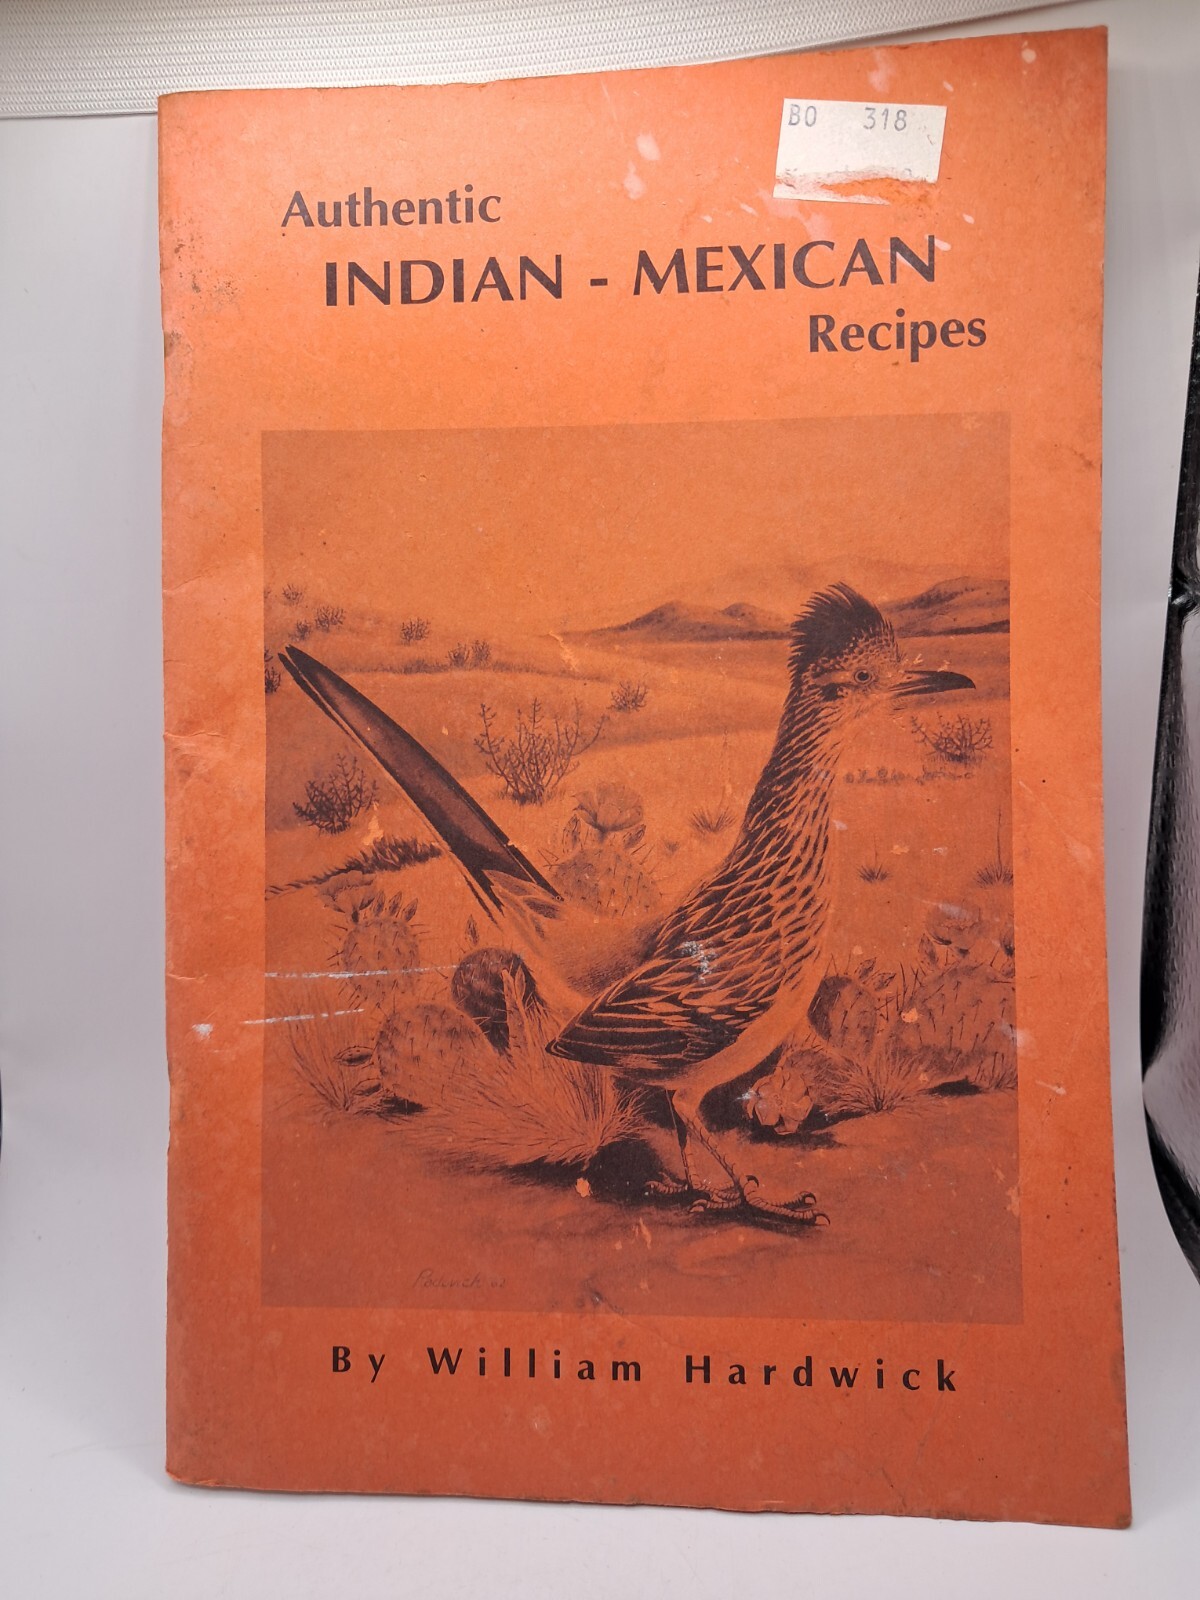 BO 318
Authentic
INDIAN - MEXICAN
Recipes
By William Hardwick